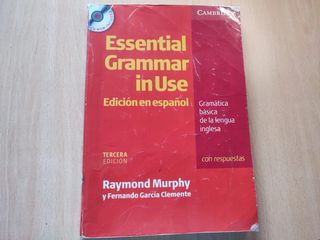 CAMBRIDGE
Essential
Grammar
in Use
Edición en español
Gramática
básica
de la lengua
inglesa
TERCERA
EDICIÓN
con respuestas
Raymond Murphy
y Fernando García Clemente